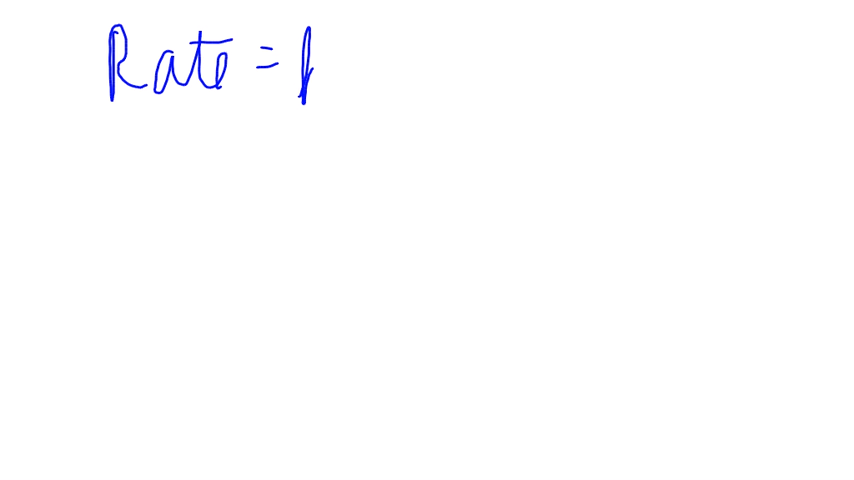 Rate =